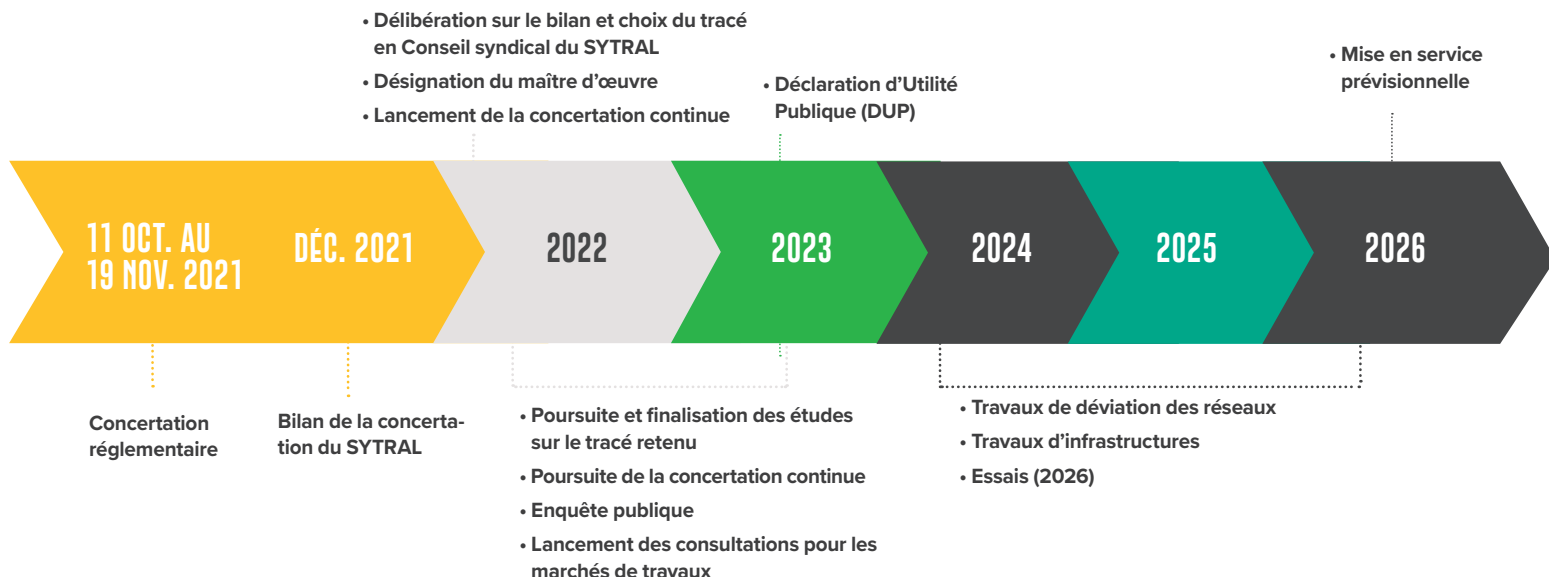 • Délibération sur le bilan et choix du tracé
en Conseil syndical du SYTRAL
• Désignation du maître d'œuvre
• Lancement de la concertation continue
• Déclaration d'Utilité
Publique (DUP)
• Mise en service
prévisionnelle
11 OCT. AU
19 NOV. 2021
DÉC. 2021
2022
2023
2024
2025
2026
Concertation
réglementaire
Bilan de la concerta-
tion du SYTRAL
• Poursuite et finalisation des études
sur le tracé retenu
• Poursuite de la concertation continue
• Enquête publique
• Lancement des consultations pour les
marchés de travaux
• Travaux de déviation des réseaux
• Travaux d'infrastructures
• Essais (2026)